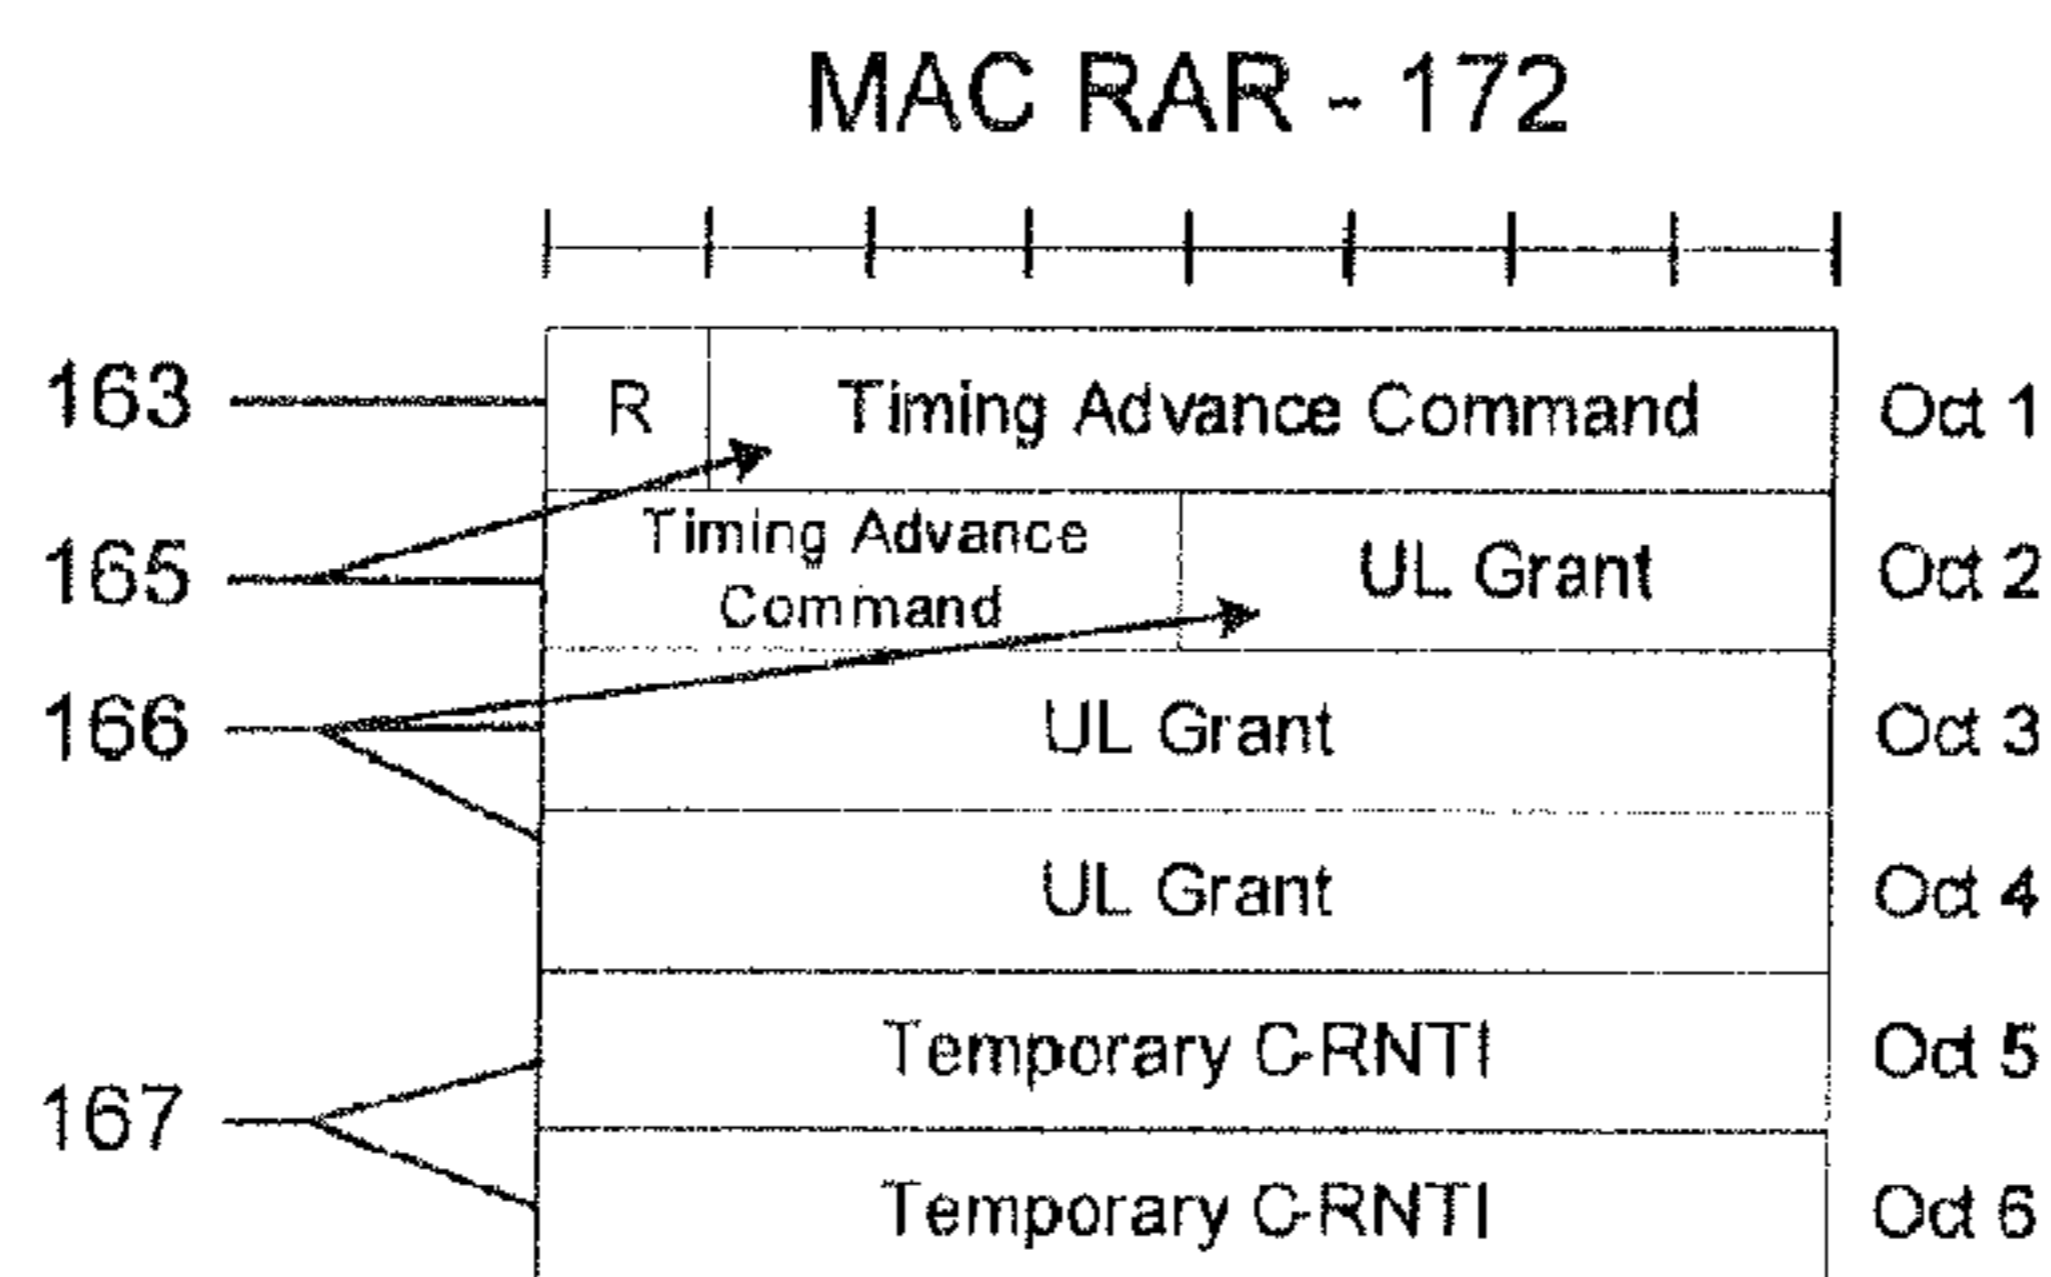 MAC RAR - 172
163 R Timing Advance Command Oct 1
165 Timing Advance
Command UL Grant Oct 2
166 UL Grant Oct 3
UL Grant Oct 4
167 Temporary C-RNTI Oct 5
Temporary C-RNTI Oct 6